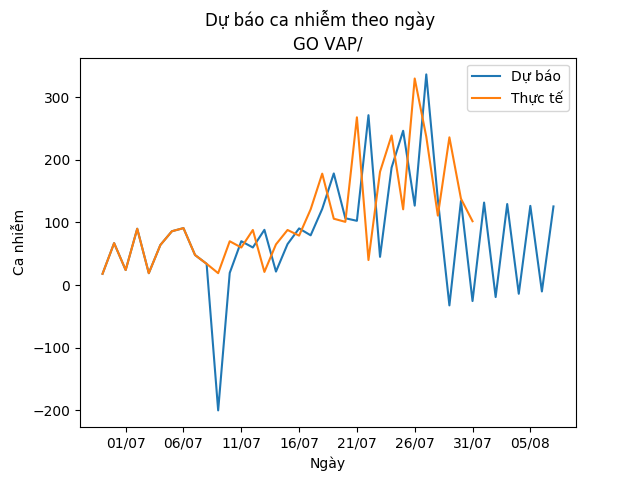 Dự báo ca nhiễm theo ngày
GO VAP/
Dự báo
Thực tế
Ca nhiễm
300
200
100
0
−100
−200
01/07 06/07 11/07 16/07 21/07 26/07 31/07 05/08
Ngày